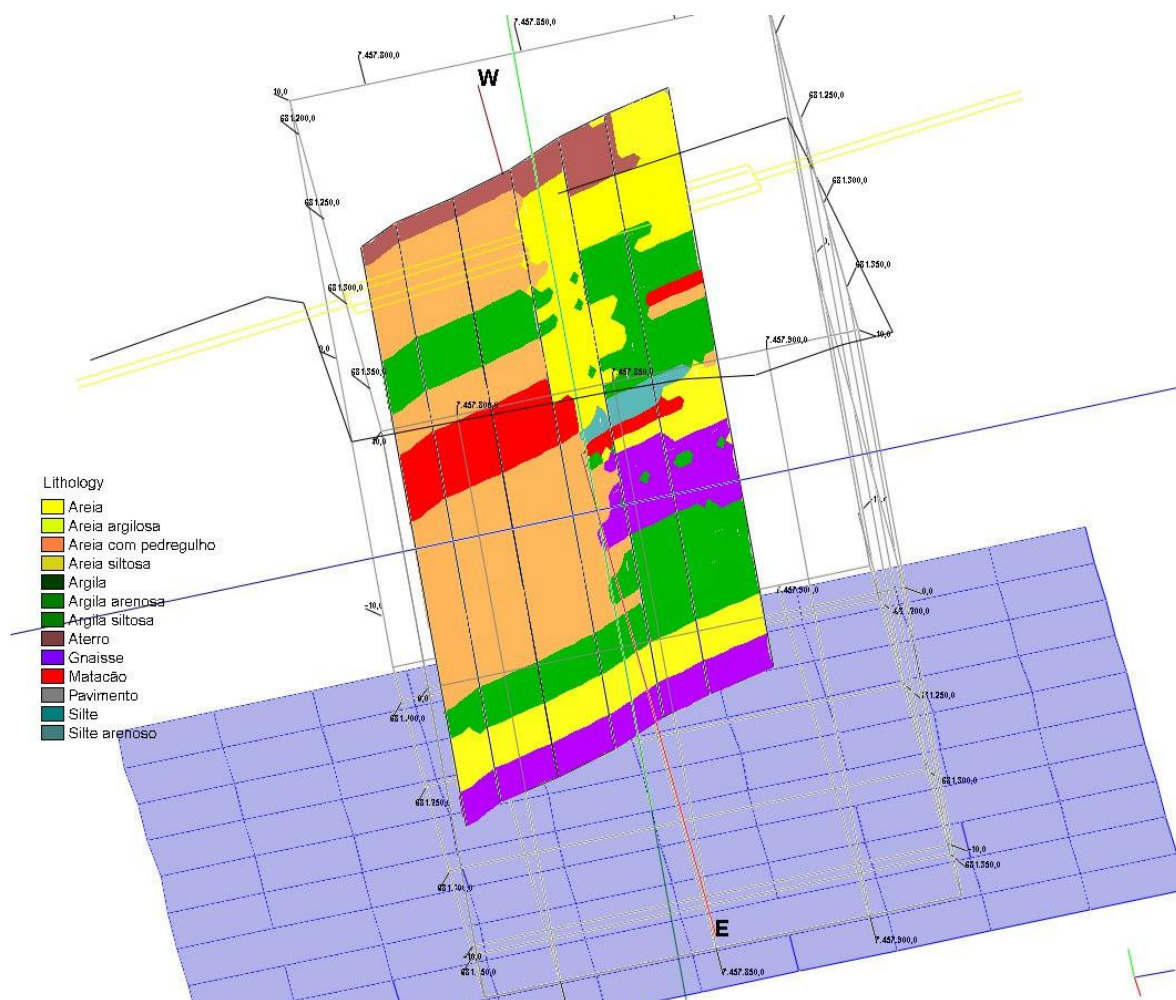 7.457.850,0
7.457.800,0
W
10,0
681.200,0
681.250,0
681.250,0
681.300,0
681.300,0
681.350,0
0,0
681.350,0
7.457.900,0
10,0
7.457.850,0
7.457.800,0
10,0
Lithology
Areia
Areia argilosa
Areia com pedregulho
Areia siltosa
Argila
Argila arenosa
Argila siltosa
Aterro
Gnaisse
Matacão
Pavimento
Silte
Silte arenoso
-10,0
0,0
681.250,0
681.300,0
-10,0
681.350,0
E
7.457.900,0
-10,0
7.457.850,0